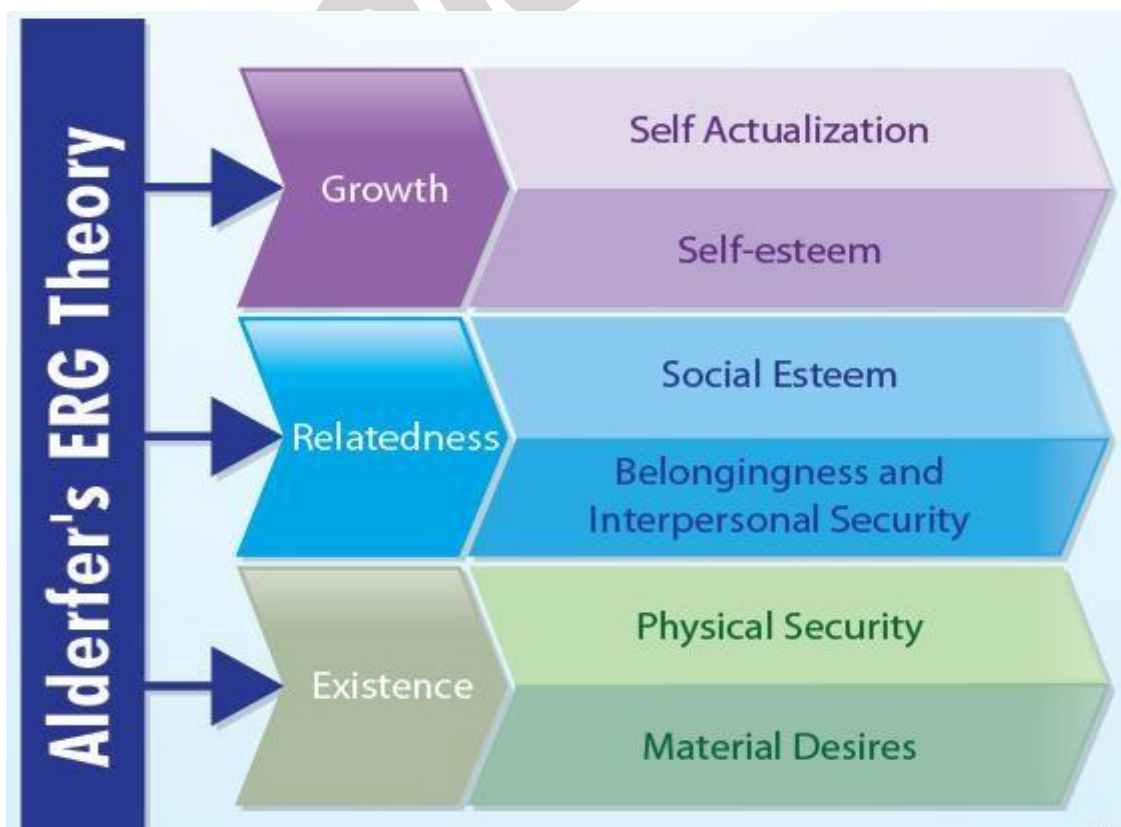 Alderfer's ERG Theory
Growth
Self Actualization
Self-esteem
Relatedness
Social Esteem
Belongingness and
Interpersonal Security
Existence
Physical Security
Material Desires